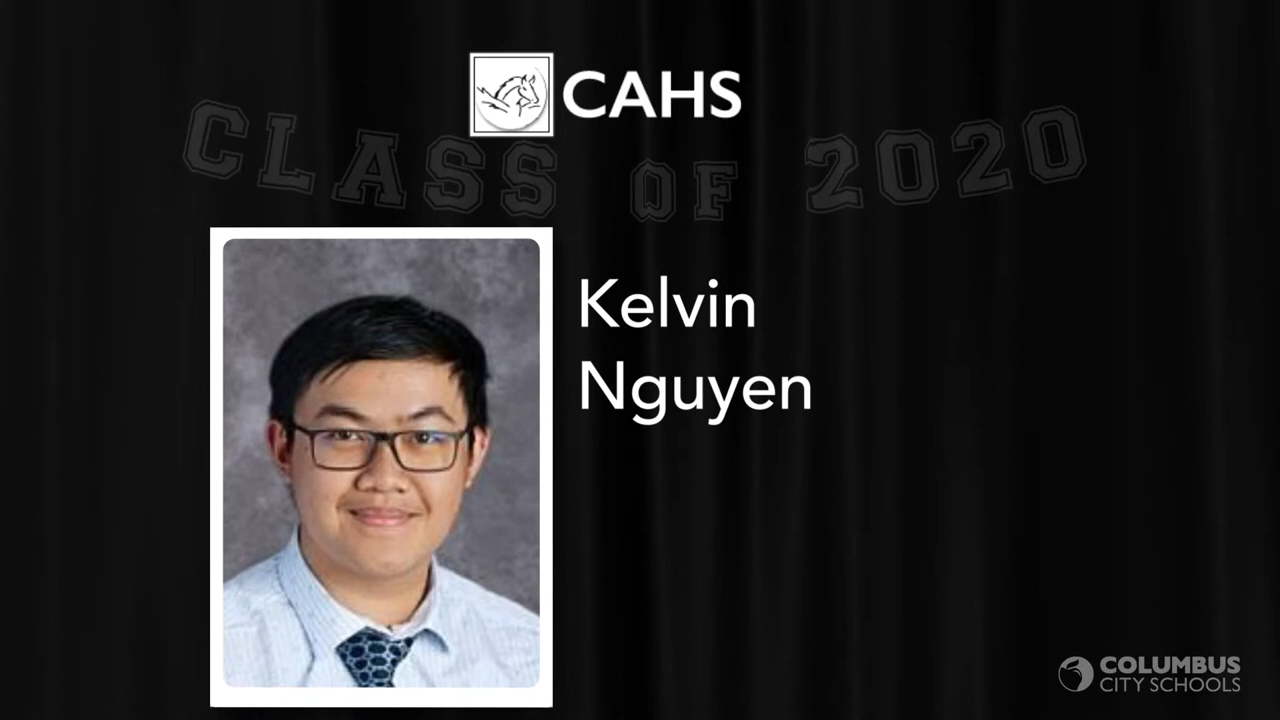 CAHS
CLASS OF 2020
Kelvin
Nguyen
COLUMBUS
CITY SCHOOLS